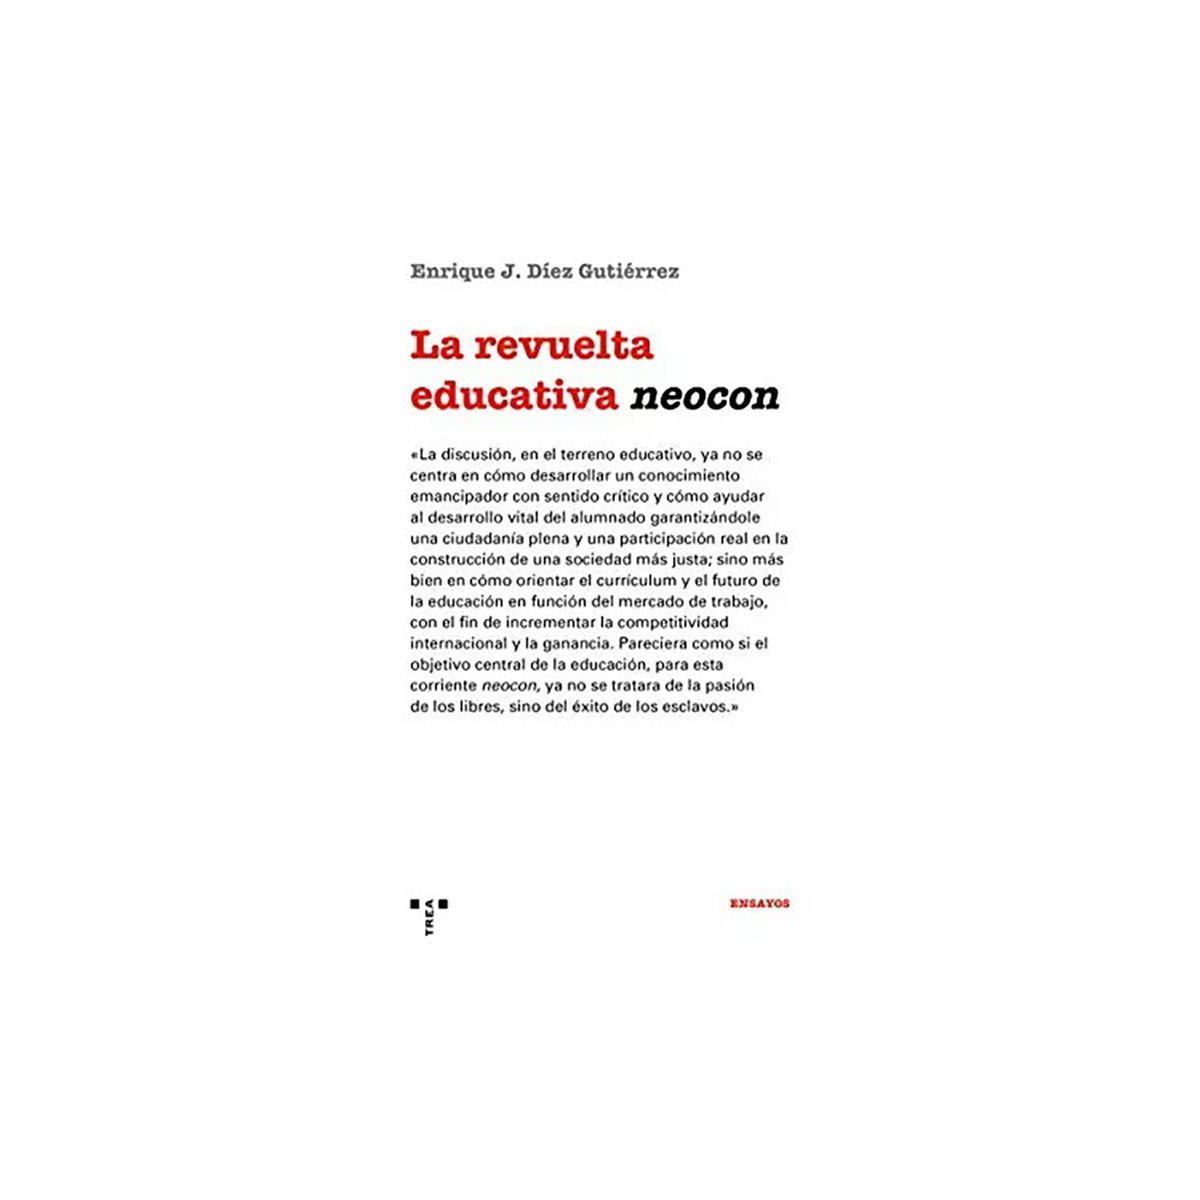 Enrique J. Díez Gutiérrez
La revuelta
educativa neocon
«La discusión, en el terreno educativo, ya no se
centra en cómo desarrollar un conocimiento
emancipador con sentido crítico y cómo ayudar
al desarrollo vital del alumnado garantizándole
una ciudadanía plena y una participación real en la
construcción de una sociedad más justa; sino más
bien en cómo orientar el currículum y el futuro de
la educación en función del mercado de trabajo,
con el fin de incrementar la competitividad
internacional y la ganancia. Pareciera como si el
objetivo central de la educación, para esta
corriente neocon, ya no se tratara de la pasión
de los libres, sino del éxito de los esclavos.»
TREA
ENSAYOS